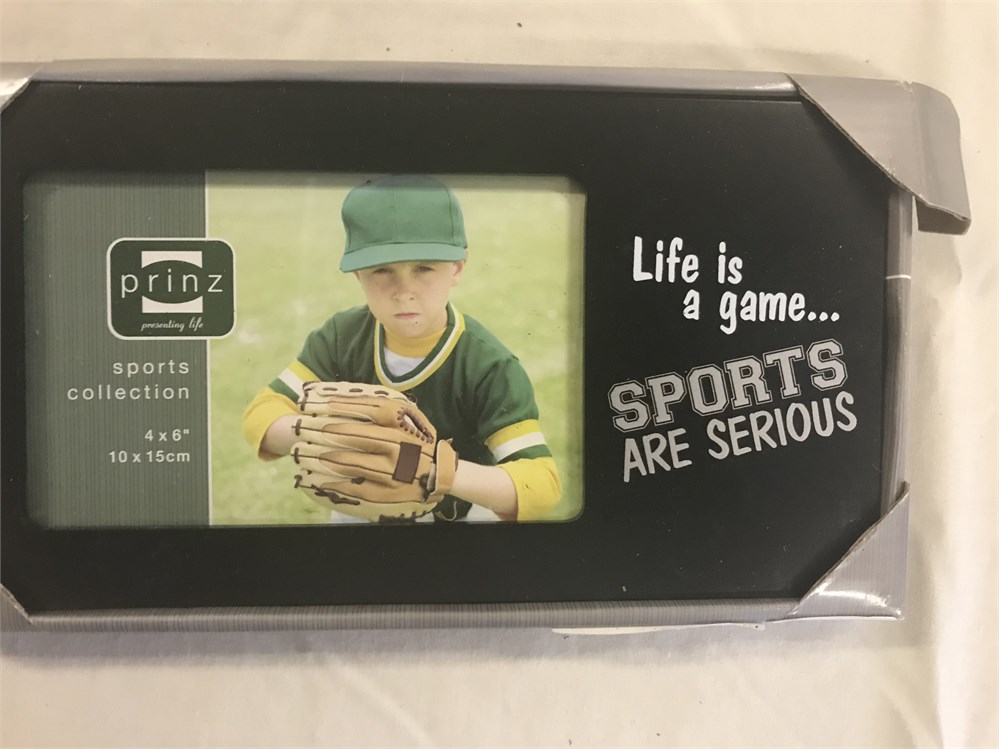 prinz
presenting life
sports
collection
4 x 6"
10 x 15cm
Life is
a game...
SPORTS
ARE SERIOUS